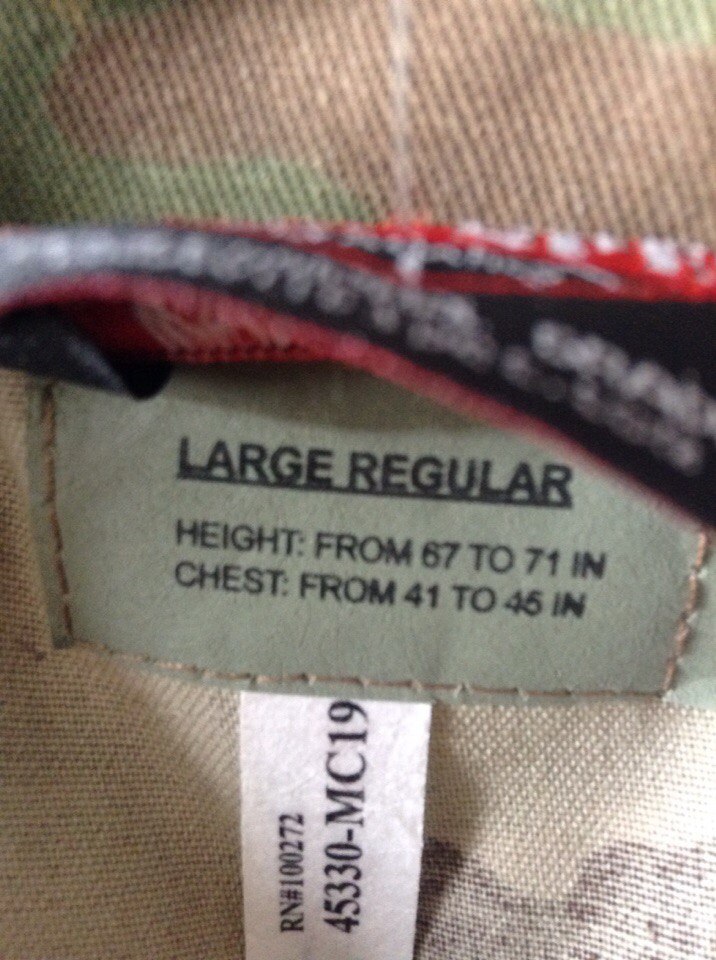 LARGE REGULAR
HEIGHT: FROM 67 TO 71 IN
CHEST: FROM 41 TO 45 IN
RN#100272
45330-MC19